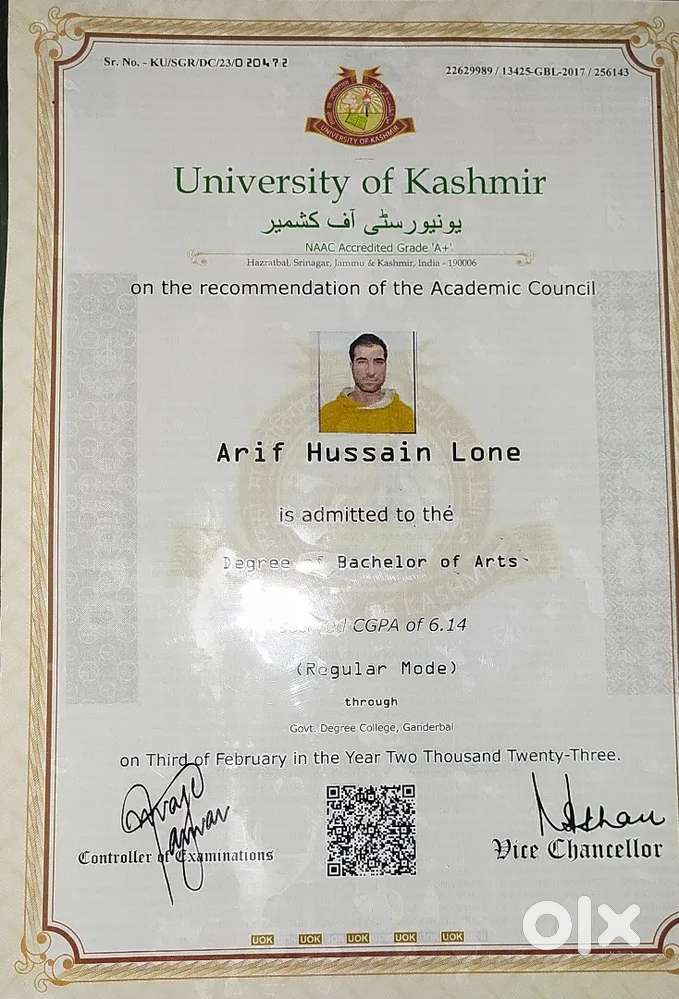 Sr. No. - KU/SGR/DC/23/020472
22629989 / 13425-GBL-2017 / 256143
UNIVERSITY OF KASHMIR
University of Kashmir
یونیورسٹی آف کشمیر
NAAC Accredited Grade 'A+'
Hazratbal, Srinagar, Jammu & Kashmir, India - 190006
on the recommendation of the Academic Council
Arif Hussain Lone
is admitted to the
Degree of Bachelor of Arts
CGPA of 6.14
(Regular Mode)
through
Govt. Degree College, Ganderbal
on Third of February in the Year Two Thousand Twenty-Three.
Controller of Examinations
Vice Chancellor
UOK UOK UOK UOK UOK
olx